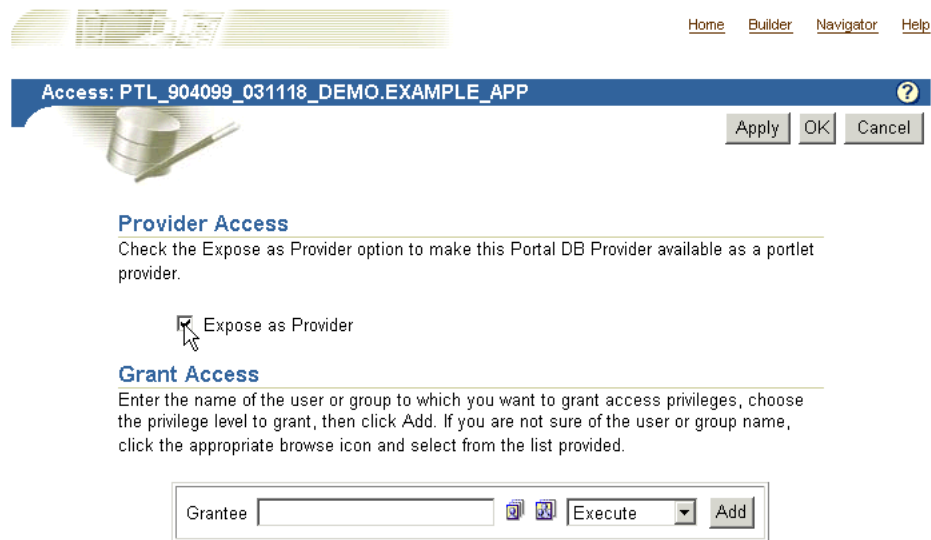 Home Builder Navigator Help
Access: PTL_904099_031118_DEMO.EXAMPLE_APP ?
Apply OK Cancel
Provider Access
Check the Expose as Provider option to make this Portal DB Provider available as a portlet
provider.
Expose as Provider
Grant Access
Enter the name of the user or group to which you want to grant access privileges, choose
the privilege level to grant, then click Add. If you are not sure of the user or group name,
click the appropriate browse icon and select from the list provided.
Grantee Execute Add